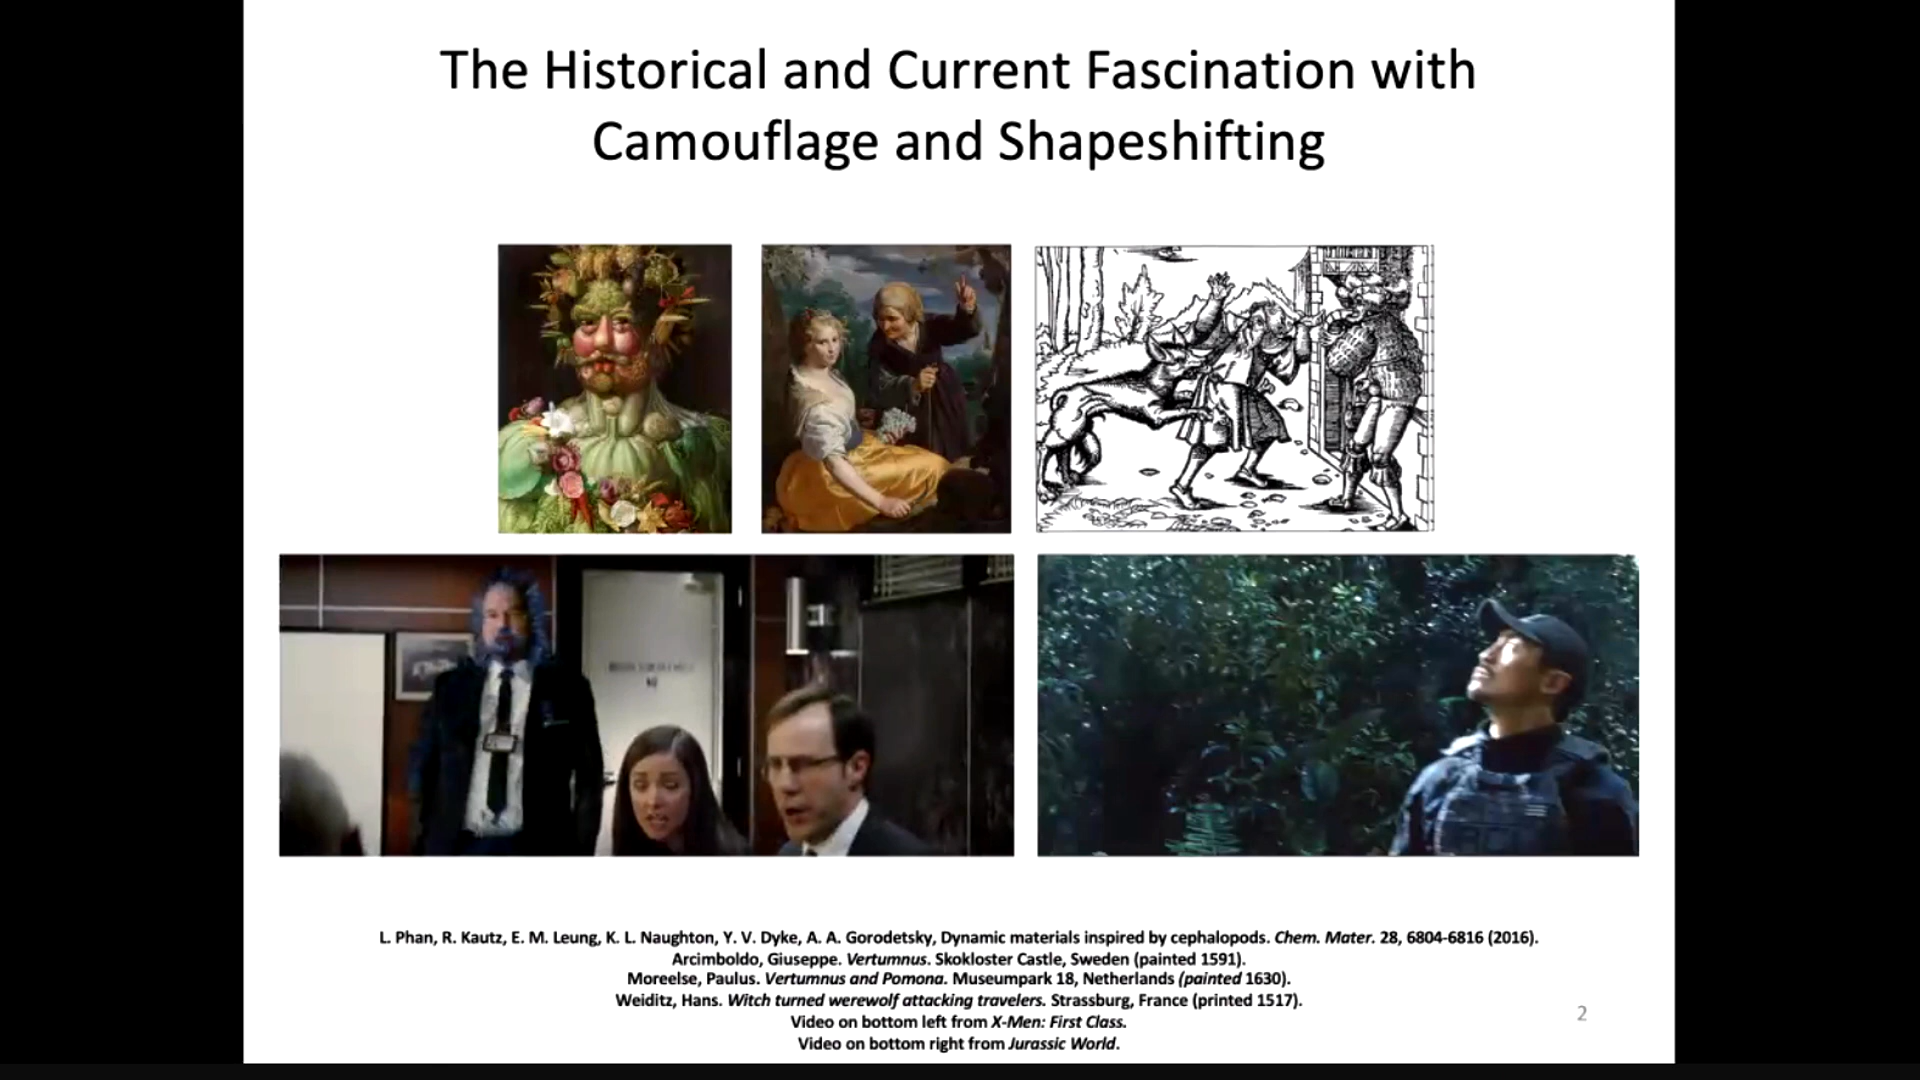 The Historical and Current Fascination with
Camouflage and Shapeshifting
L. Phan, R. Kautz, E. M. Leung, K. L. Naughton, Y. V. Dyke, A. A. Gorodetsky, Dynamic materials inspired by cephalopods. Chem. Mater. 28, 6804-6816 (2016).
Arcimboldo, Giuseppe. Vertumnus. Skokloster Castle, Sweden (painted 1591).
Moreelse, Paulus. Vertumnus and Pomona. Museumpark 18, Netherlands (painted 1630).
Weiditz, Hans. Witch turned werewolf attacking travelers. Strassburg, France (printed 1517).
Video on bottom left from X-Men: First Class.
Video on bottom right from Jurassic World.
2